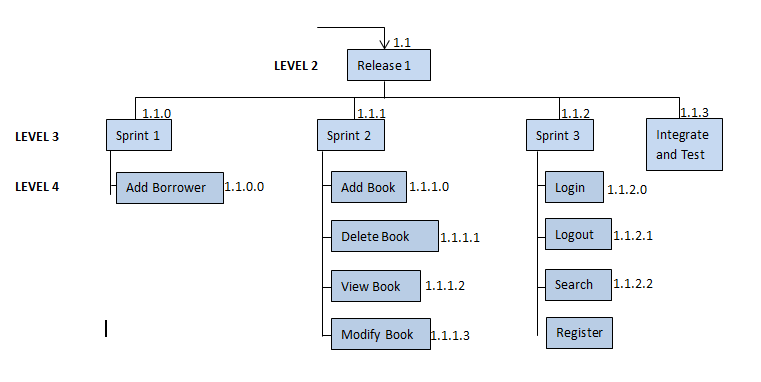 1.1
LEVEL 2
Release 1
1.1.0
1.1.1
1.1.2
1.1.3
LEVEL 3
Sprint 1
Sprint 2
Sprint 3
Integrate
and Test
LEVEL 4
Add Borrower
1.1.0.0
Add Book
1.1.1.0
Login
1.1.2.0
Delete Book
1.1.1.1
Logout
1.1.2.1
View Book
1.1.1.2
Search
1.1.2.2
Modify Book
1.1.1.3
Register